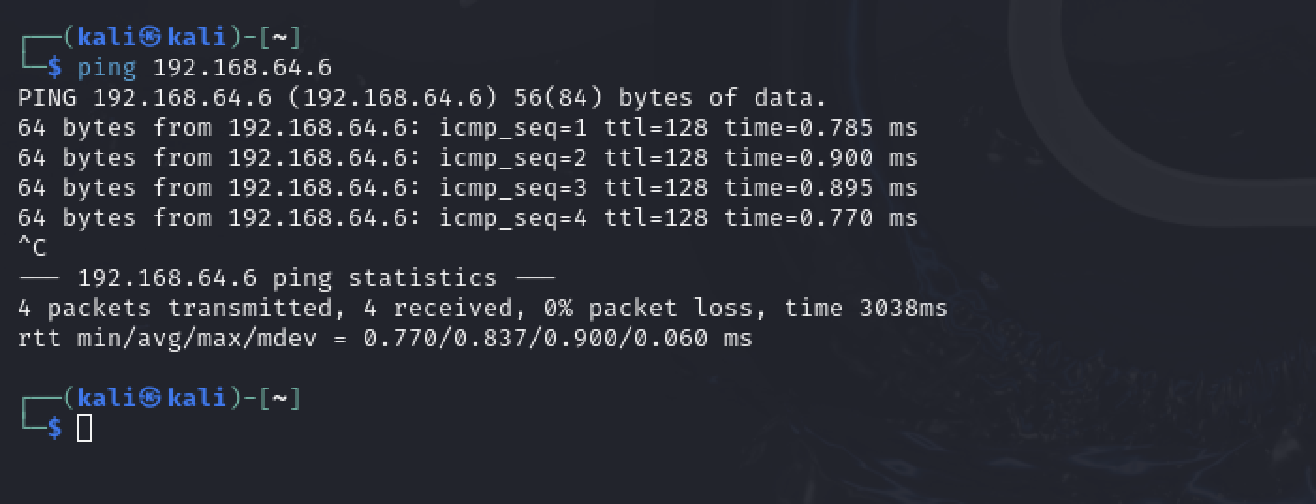 ┌──(kali㉿kali)-[~]
└─$ ping 192.168.64.6
PING 192.168.64.6 (192.168.64.6) 56(84) bytes of data.
64 bytes from 192.168.64.6: icmp_seq=1 ttl=128 time=0.785 ms
64 bytes from 192.168.64.6: icmp_seq=2 ttl=128 time=0.900 ms
64 bytes from 192.168.64.6: icmp_seq=3 ttl=128 time=0.895 ms
64 bytes from 192.168.64.6: icmp_seq=4 ttl=128 time=0.770 ms
^C
--- 192.168.64.6 ping statistics ---
4 packets transmitted, 4 received, 0% packet loss, time 3038ms
rtt min/avg/max/mdev = 0.770/0.837/0.900/0.060 ms
┌──(kali㉿kali)-[~]
└─$